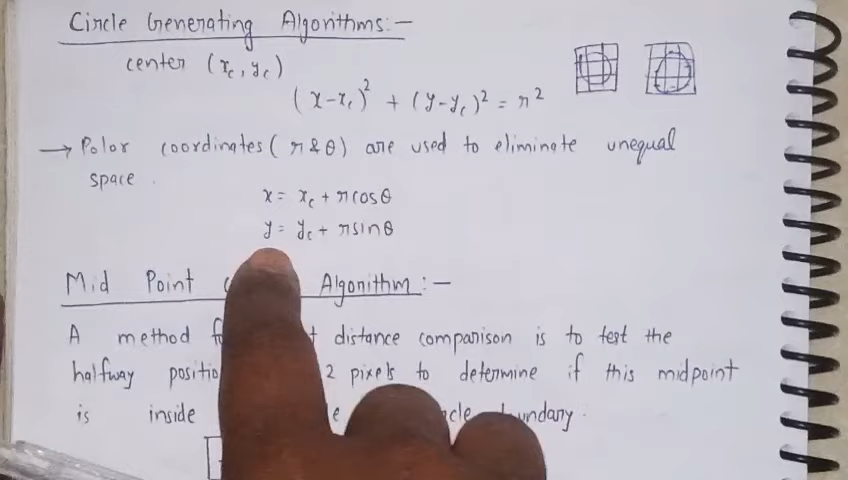 Circle Generating Algorithms:-
center (xc, yc)
(x-xc)² + (y-yc)² = r²
→ Polar coordinates (r & θ) are used to eliminate unequal
space.
x = xc + r cosθ
y = yc + r sinθ
Mid Point Algorithm :-
A method distance comparison is to test the
halfway 2 pixels to determine if this midpoint
is inside